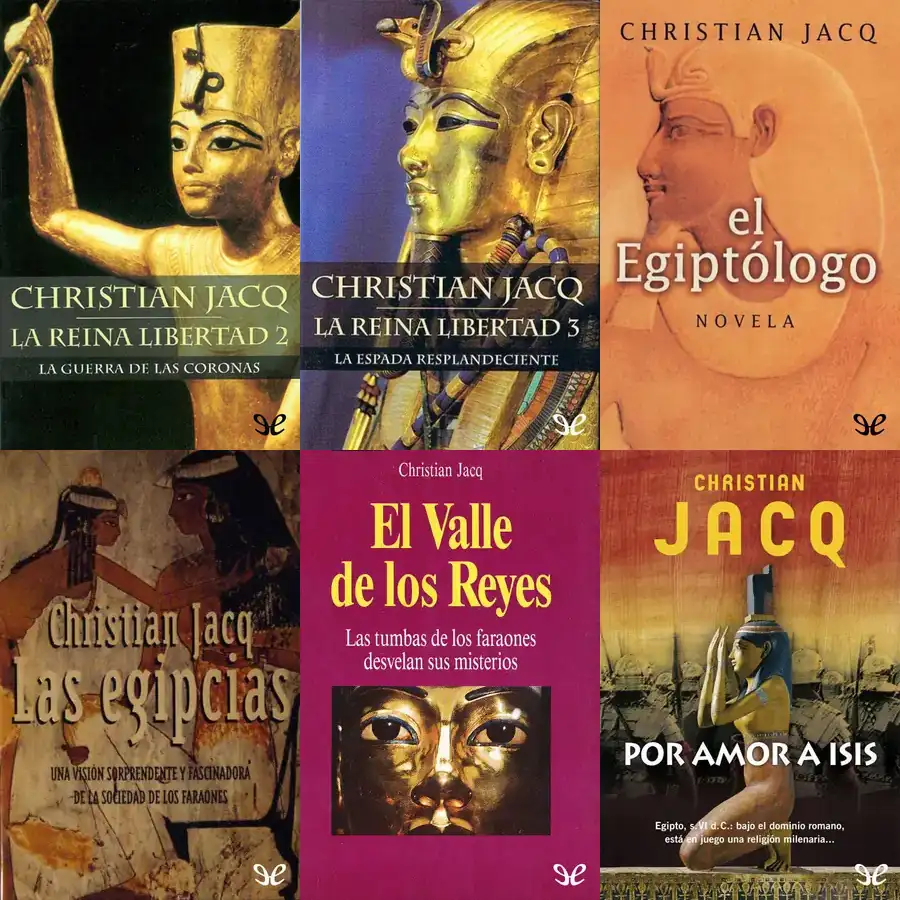 CHRISTIAN JACQ
LA REINA LIBERTAD 2
LA GUERRA DE LAS CORONAS
CHRISTIAN JACQ
LA REINA LIBERTAD 3
LA ESPADA RESPLANDECIENTE
CHRISTIAN JACQ
el
Egiptólogo
NOVELA
Christian Jacq
Las egipcias
UNA VISIÓN SORPRENDENTE Y FASCINADORA
DE LA SOCIEDAD DE LOS FARAONES
Christian Jacq
El Valle
de los Reyes
Las tumbas de los faraones
desvelan sus misterios
CHRISTIAN
JACQ
POR AMOR A ISIS
Egipto, s. VI d.C.: bajo el dominio romano,
está en juego una religión milenaria...